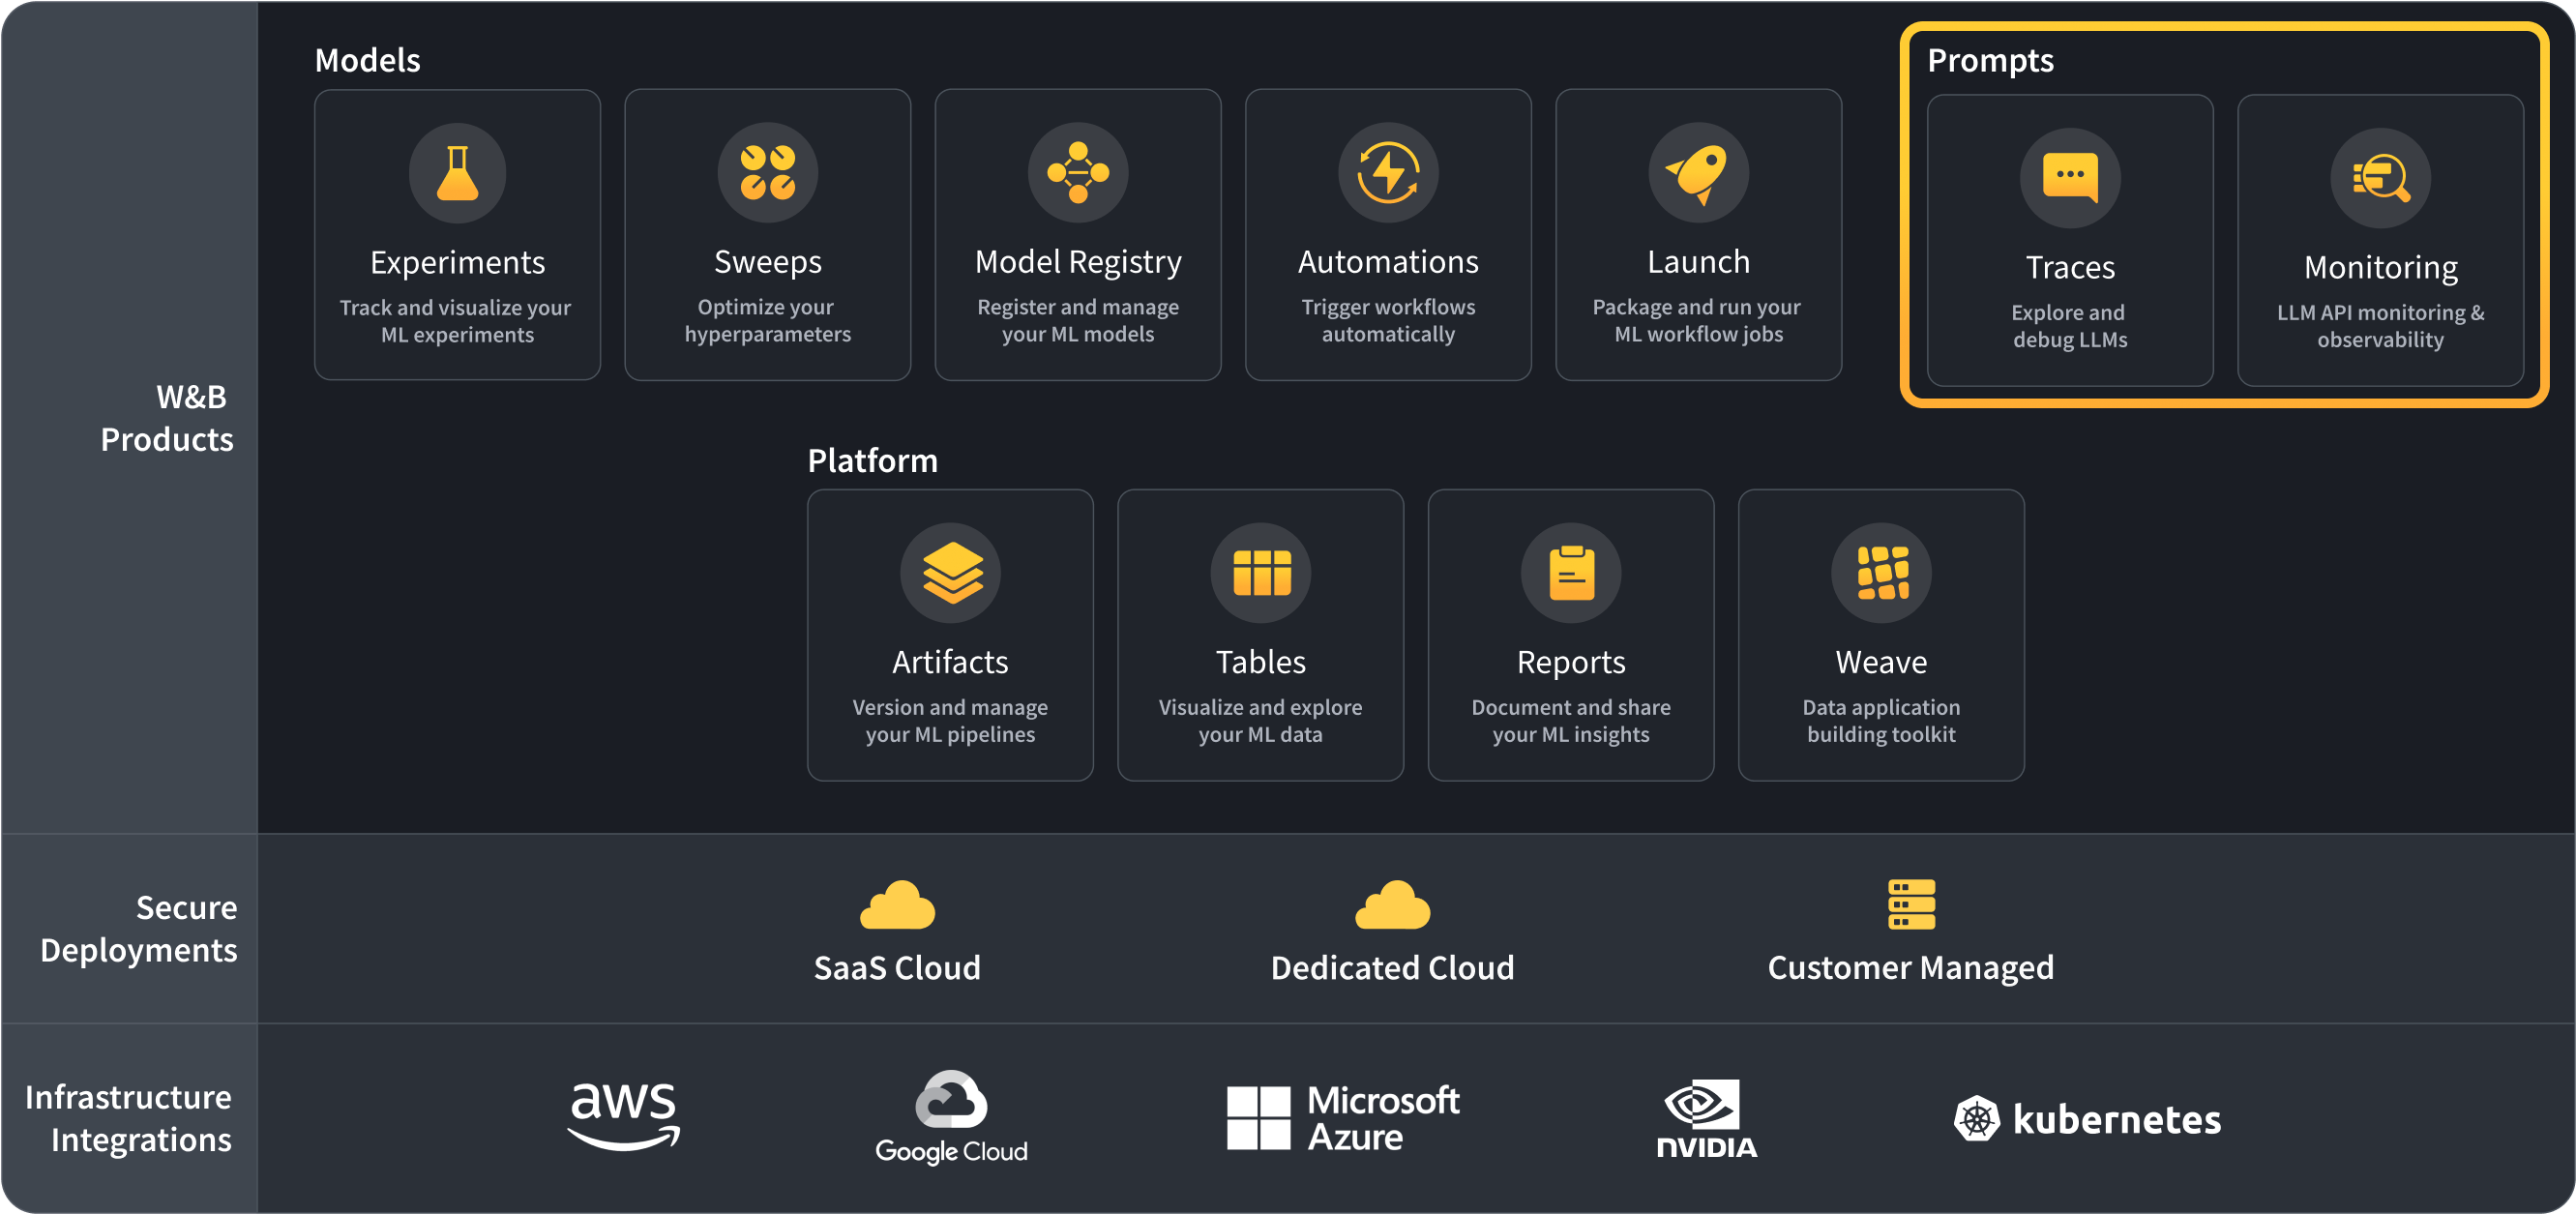 Models
Prompts
Experiments
Track and visualize your
ML experiments
Sweeps
Optimize your
hyperparameters
Model Registry
Register and manage
your ML models
Automations
Trigger workflows
automatically
Launch
Package and run your
ML workflow jobs
Traces
Explore and
debug LLMs
Monitoring
LLM API monitoring &
observability
W&B
Products
Platform
Artifacts
Version and manage
your ML pipelines
Tables
Visualize and explore
your ML data
Reports
Document and share
your ML insights
Weave
Data application
building toolkit
Secure
Deployments
SaaS Cloud
Dedicated Cloud
Customer Managed
Infrastructure
Integrations
aws
Google Cloud
Microsoft
Azure
NVIDIA
kubernetes